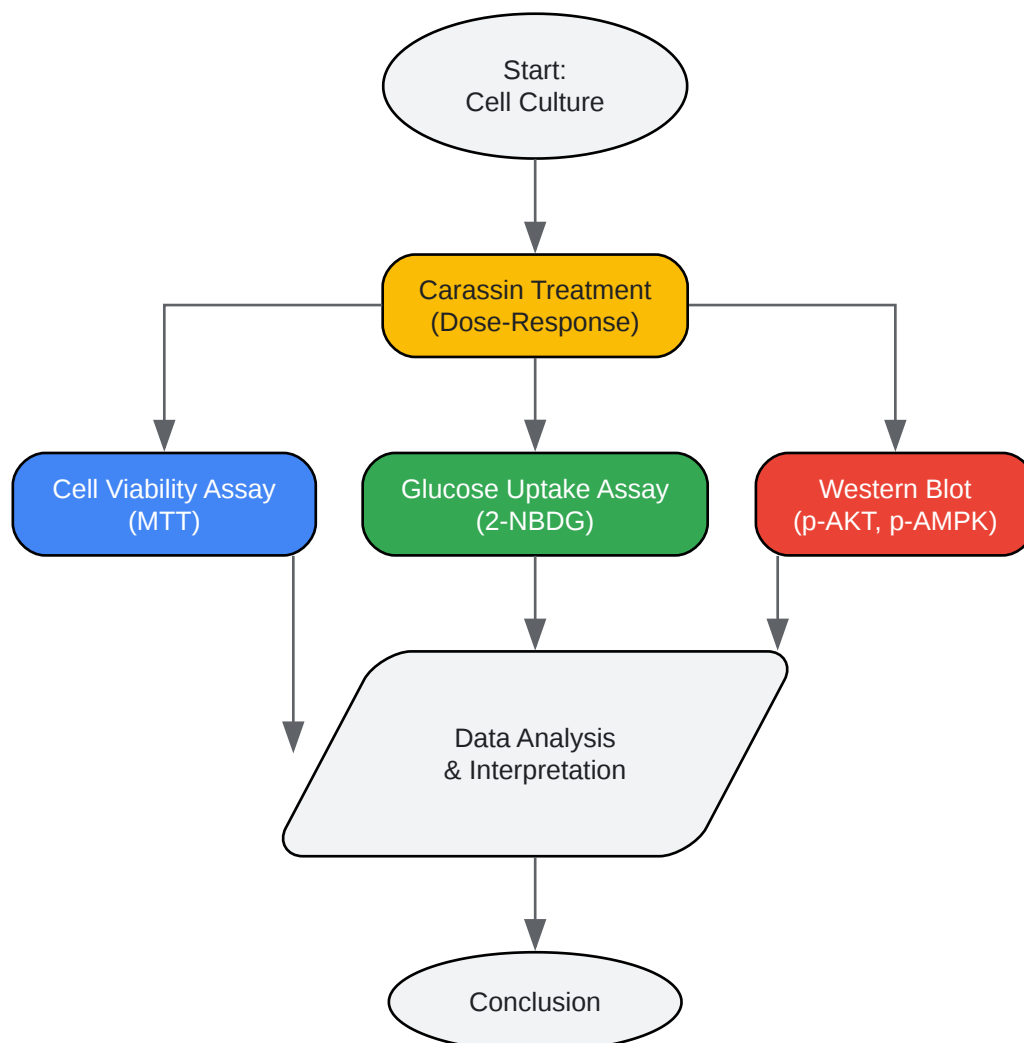 Start:
Cell Culture
Carassin Treatment
(Dose-Response)
Cell Viability Assay
(MTT)
Glucose Uptake Assay
(2-NBDG)
Western Blot
(p-AKT, p-AMPK)
Data Analysis
& Interpretation
Conclusion